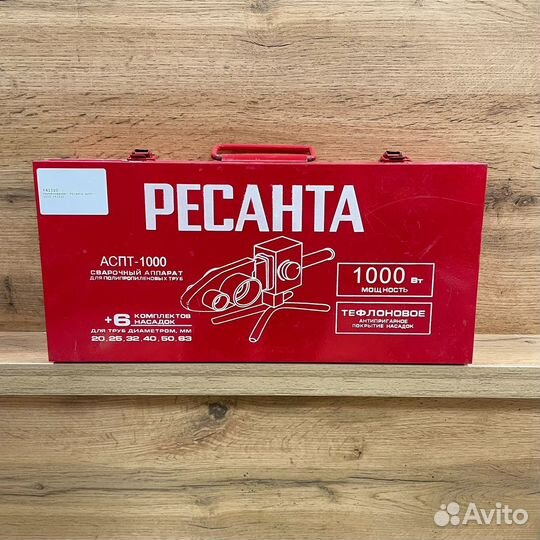 РЕСАНТА
АСПТ-1000
СВАРОЧНЫЙ АППАРАТ
ДЛЯ ПОЛИПРОПИЛЕНОВЫХ ТРУБ
+6 КОМПЛЕКТОВ
НАСАДОК
ДЛЯ ТРУБ ДИАМЕТРОМ, ММ
20,25,32,40,50,63
1000 Вт
МОЩНОСТЬ
ТЕФЛОНОВОЕ
АНТИПРИГАРНОЕ
ПОКРЫТИЕ НАСАДОК
Avito